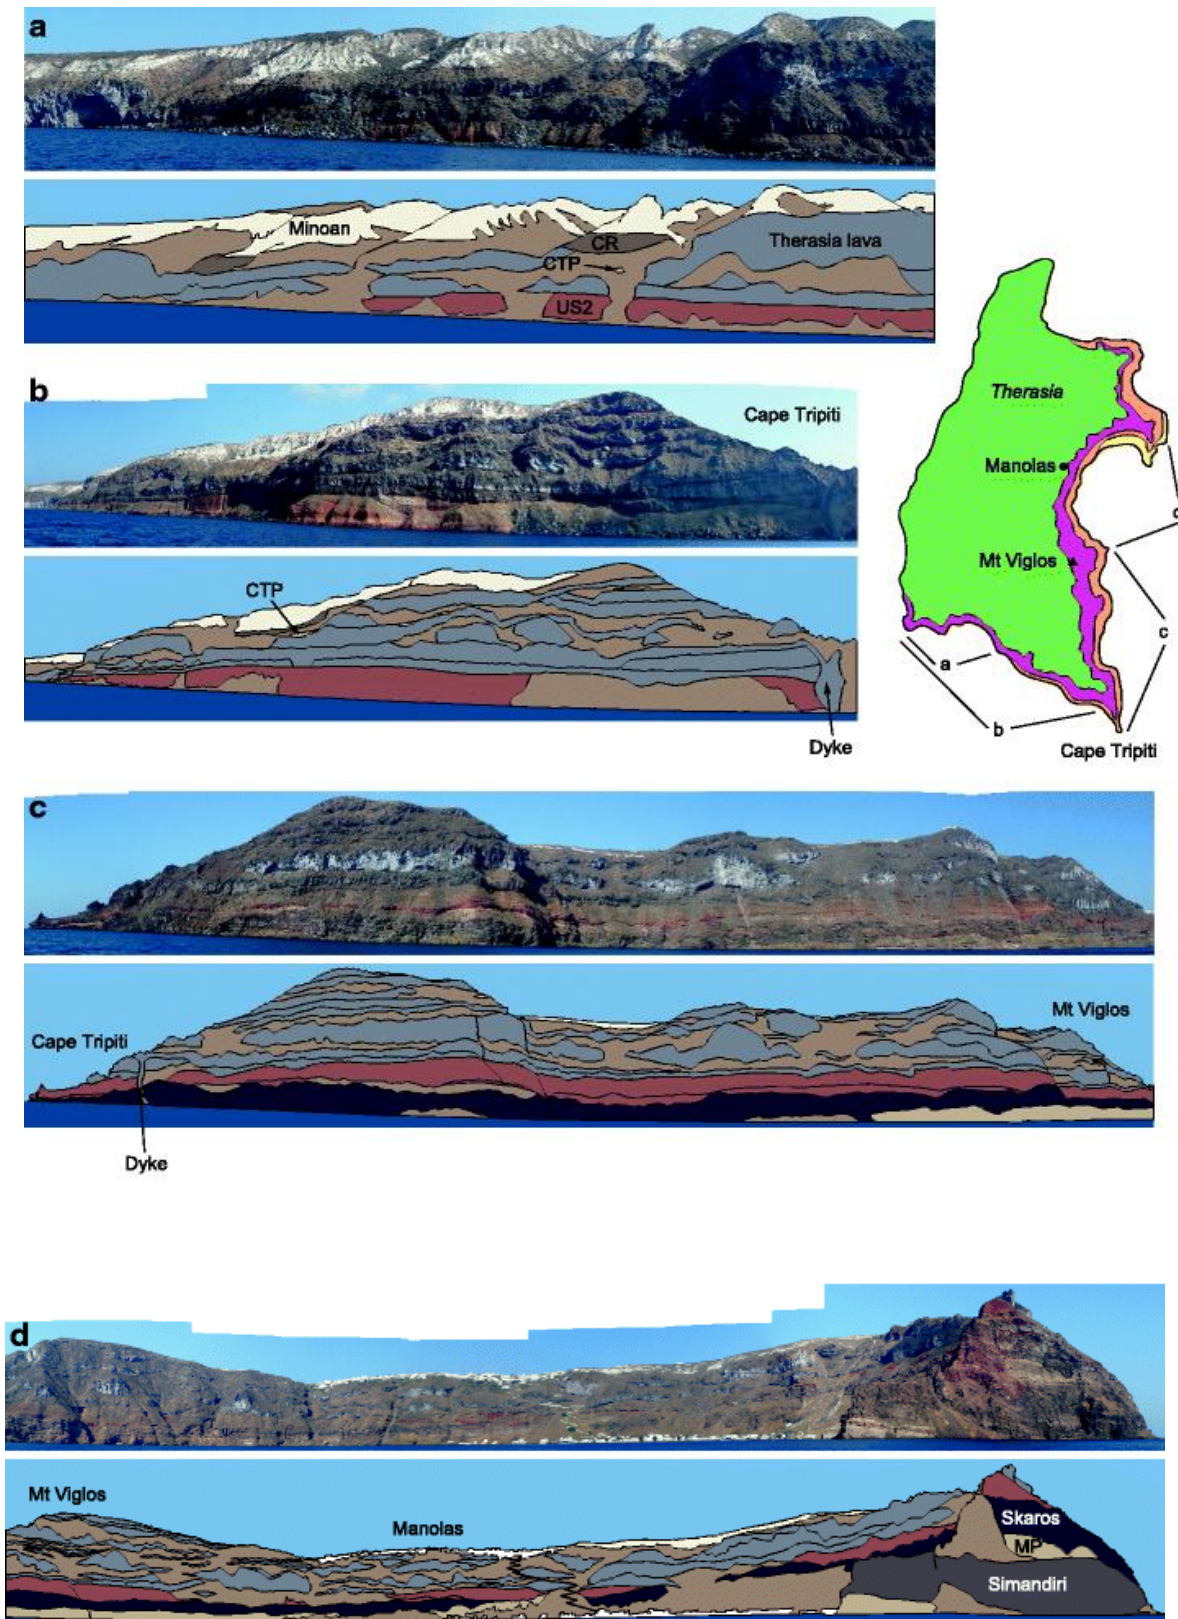 a
Minoan
CR
Therasia lava
CTP
US2
b
Cape Tripiti
CTP
Dyke
Therasia
Manolas
d
Mt Viglos
c
a
b
Cape Tripiti
c
Mt Viglos
Cape Tripiti
Dyke
d
Mt Viglos
Manolas
Skaros
MP
Simandiri